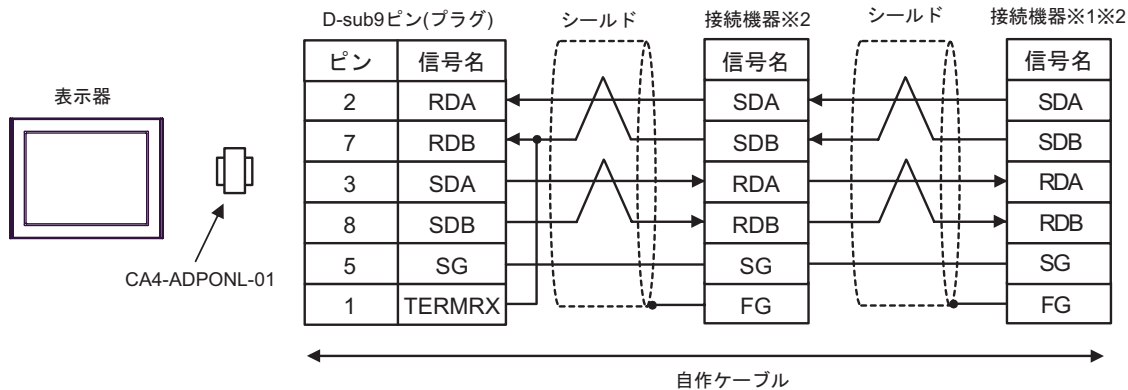 D-sub9ピン(プラグ) シールド 接続機器※2 シールド 接続機器※1※2
ピン 信号名 信号名 信号名
表示器
2 RDA SDA SDA
7 RDB SDB SDB
3 SDA RDA RDA
8 SDB RDB RDB
5 SG SG SG
CA4-ADPONL-01
1 TERMRX FG FG
自作ケーブル